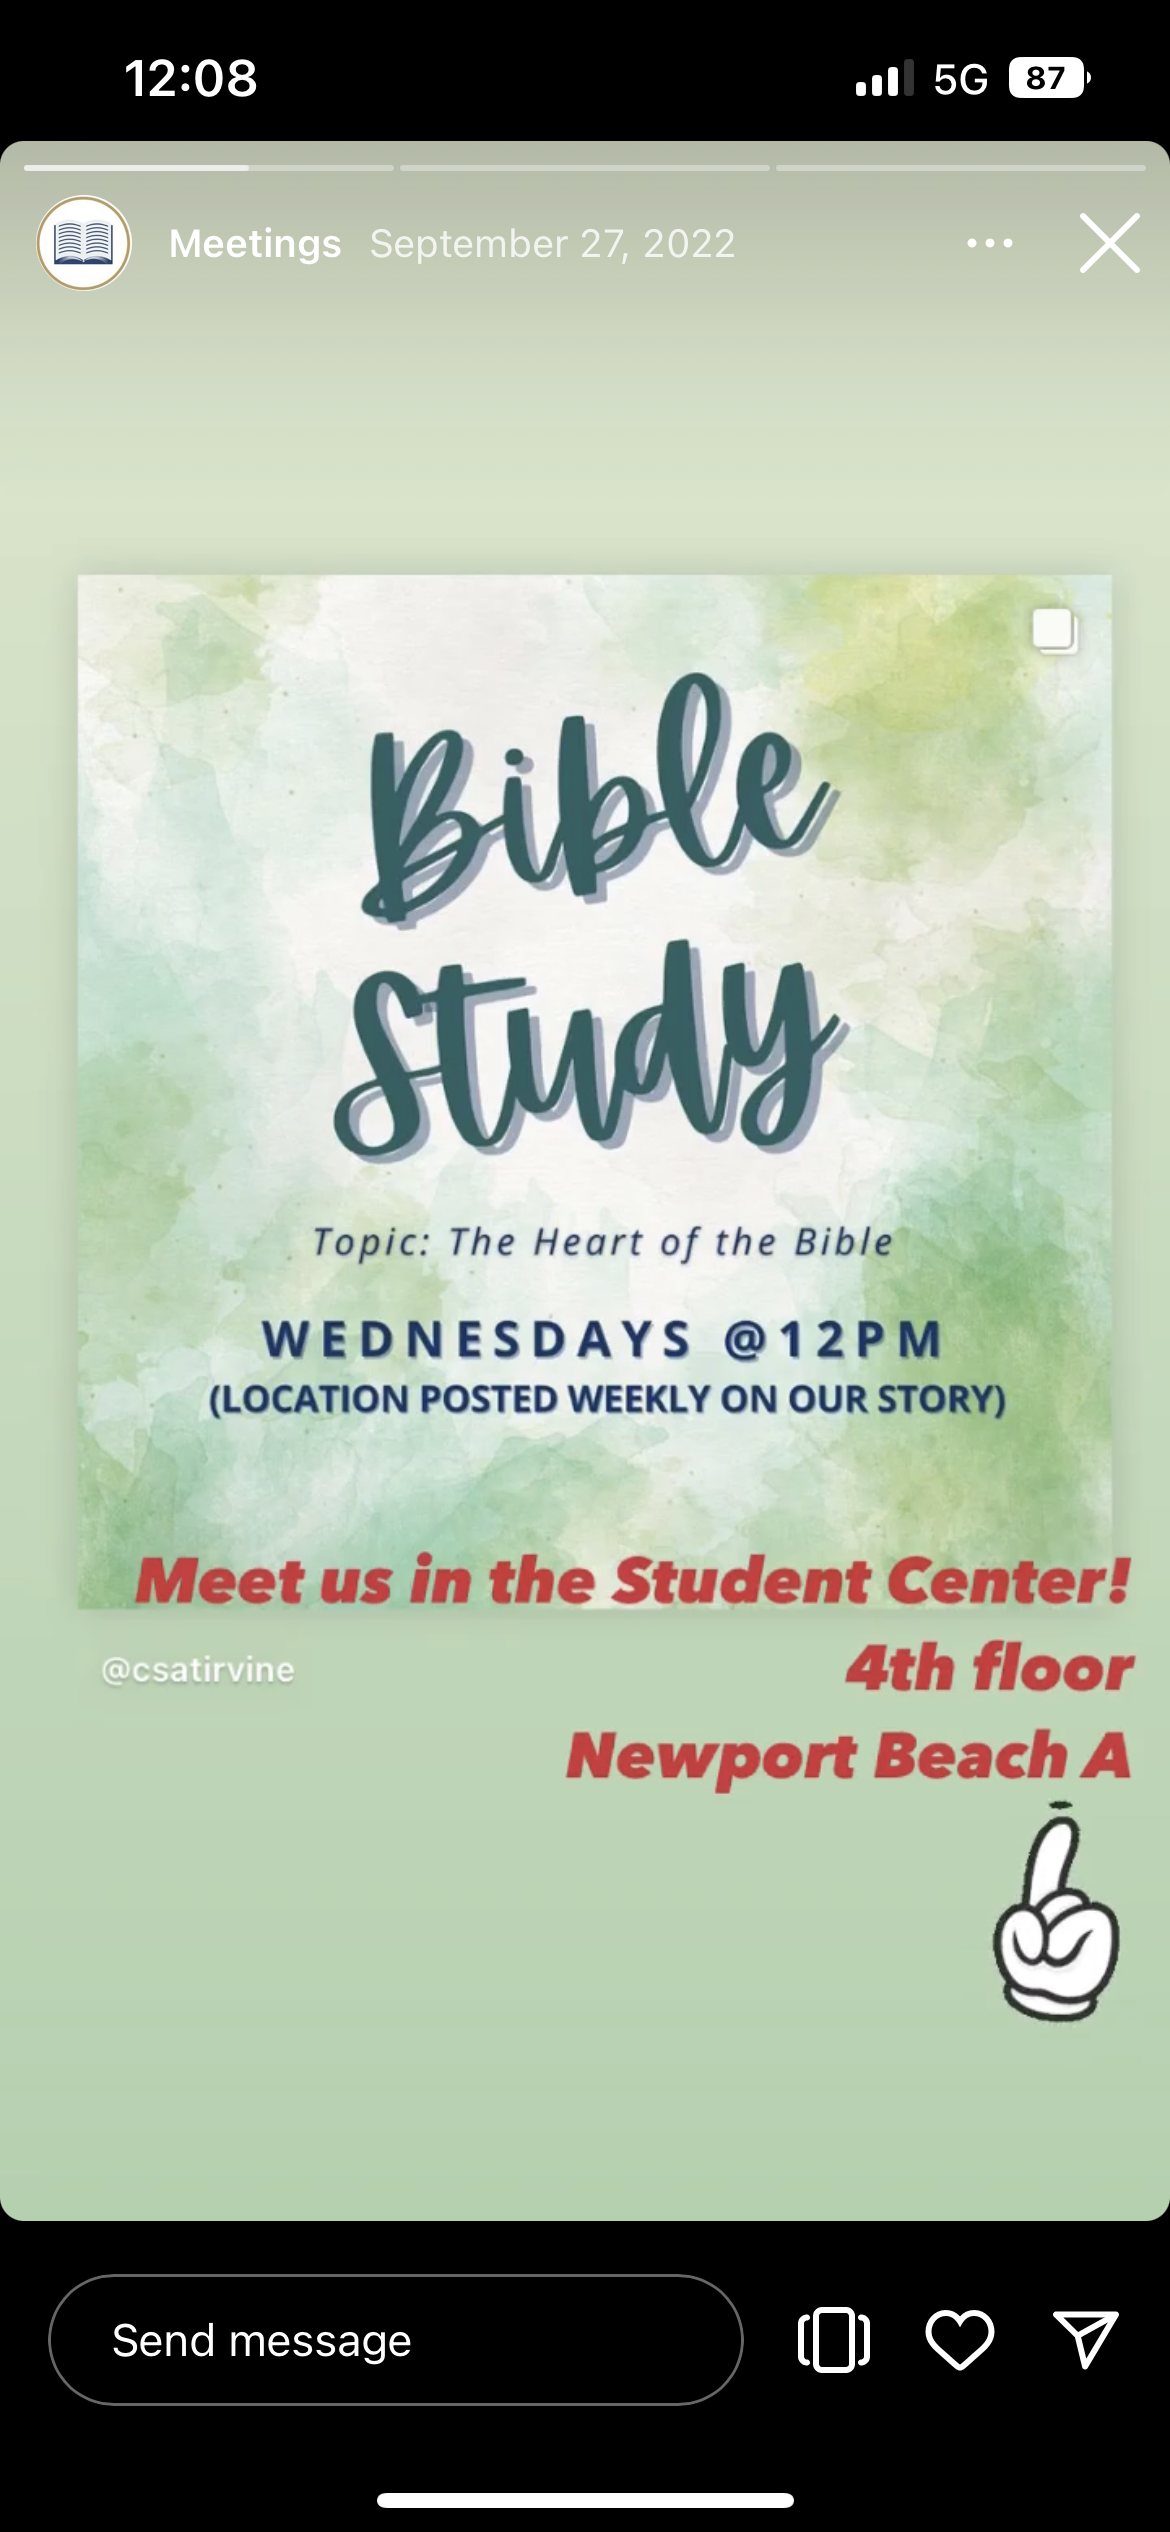 12:08
5G 87
Meetings September 27, 2022
Bible
Study
Topic: The Heart of the Bible
WEDNESDAYS @12PM
(LOCATION POSTED WEEKLY ON OUR STORY)
Meet us in the Student Center!
4th floor
@csatirvine
Newport Beach A
Send message